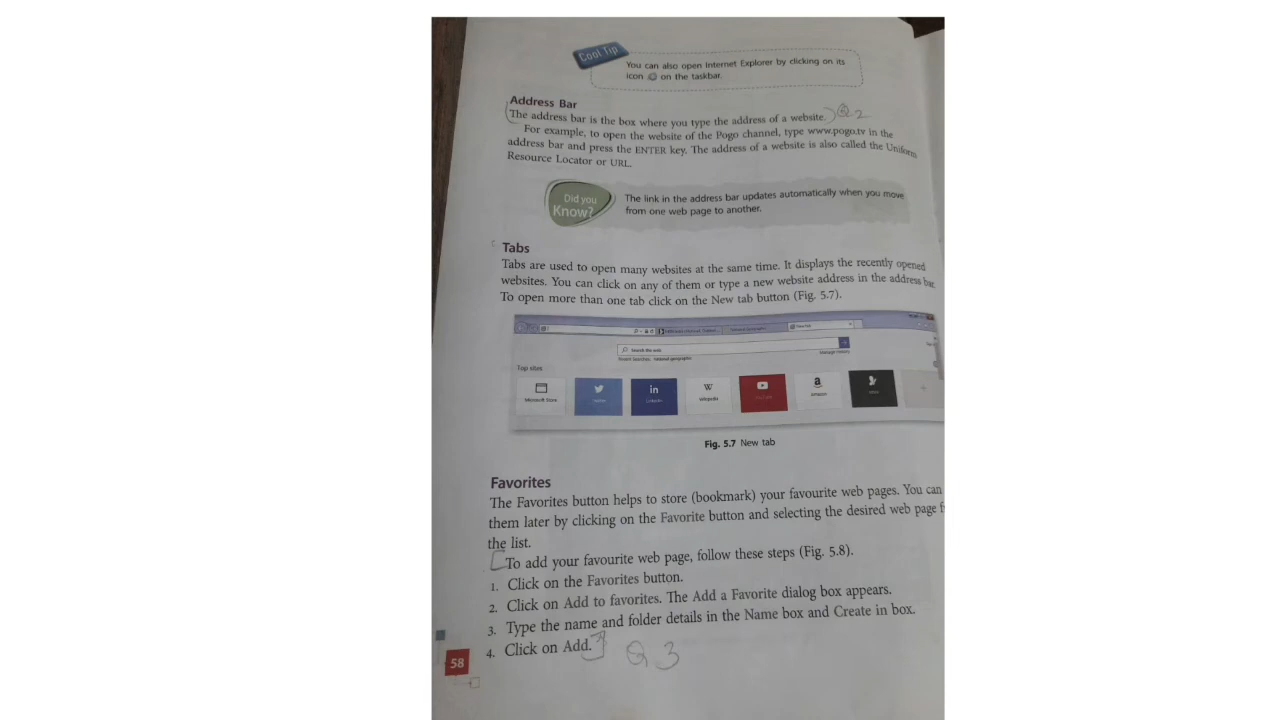 Cool Tip
You can also open Internet Explorer by clicking on its
icon on the taskbar.
Address Bar
The address bar is the box where you type the address of a website. Q 2
For example, to open the website of the Pogo channel, type www.pogo.tv in the
address bar and press the ENTER key. The address of a website is also called the Uniform
Resource Locator or URL.
Did you
Know?
The link in the address bar updates automatically when you move
from one web page to another.
Tabs
Tabs are used to open many websites at the same time. It displays the recently opened
websites. You can click on any of them or type a new website address in the address bar.
To open more than one tab click on the New tab button (Fig. 5.7).
Search the web
Manage history
Top sites
Microsoft Store
Twitter
in
LinkedIn
W
Wikipedia
YouTube
a
Amazon
Fig. 5.7 New tab
Favorites
The Favorites button helps to store (bookmark) your favourite web pages. You can
them later by clicking on the Favorite button and selecting the desired web page f
the list.
To add your favourite web page, follow these steps (Fig. 5.8).
1. Click on the Favorites button.
2. Click on Add to favorites. The Add a Favorite dialog box appears.
3. Type the name and folder details in the Name box and Create in box.
4. Click on Add.
Q 3
58